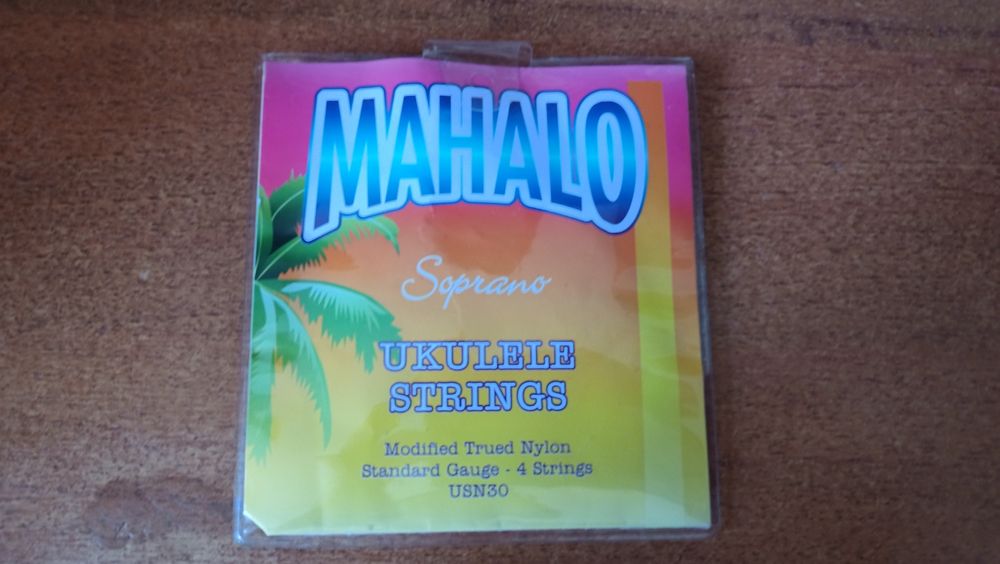 MAHALO
Soprano
UKULELE
STRINGS
Modified Trued Nylon
Standard Gauge - 4 Strings
USN30